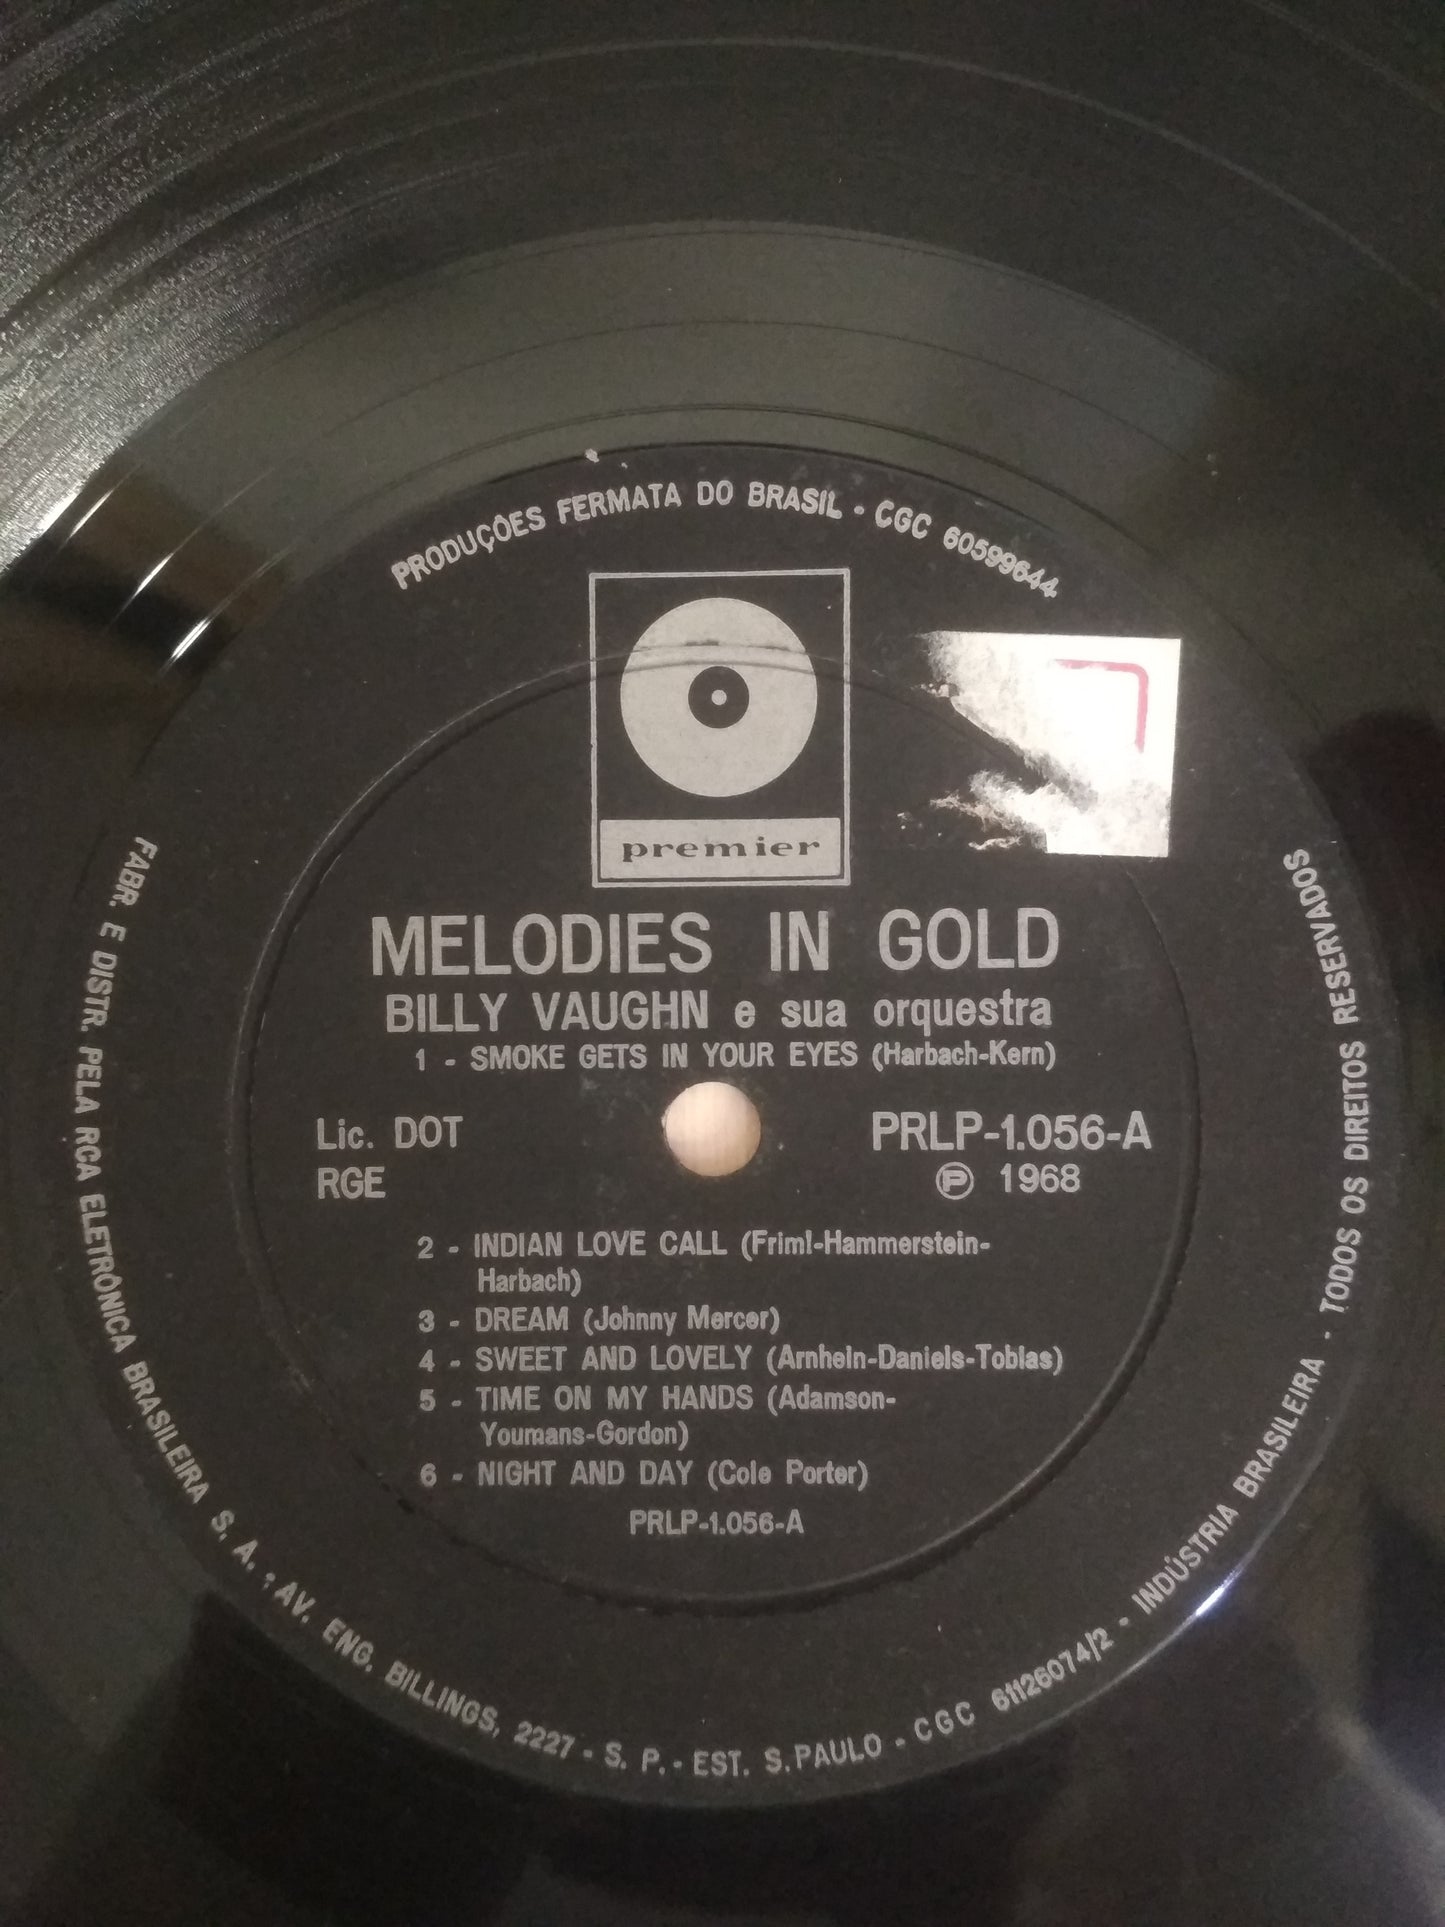 PRODUÇÕES FERMATA DO BRASIL - CGC 60599644
premier
MELODIES IN GOLD
BILLY VAUGHN e sua orquestra
1 - SMOKE GETS IN YOUR EYES (Harbach-Kern)
Lic. DOT
RGE
PRLP-1.056-A
Ⓟ 1968
2 - INDIAN LOVE CALL (Friml-Hammerstein-
Harbach)
3 - DREAM (Johnny Mercer)
4 - SWEET AND LOVELY (Arnhein-Daniels-Tobias)
5 - TIME ON MY HANDS (Adamson-
Youmans-Gordon)
6 - NIGHT AND DAY (Cole Porter)
PRLP-1.056-A
FABR. E DISTR. PELA RCA ELETRÔNICA BRASILEIRA S. A. : AV. ENG. BILLINGS, 2227 - S. P. - EST. S.PAULO - CGC 61126074/2 - INDÚSTRIA BRASILEIRA - TODOS OS DIREITOS RESERVADOS